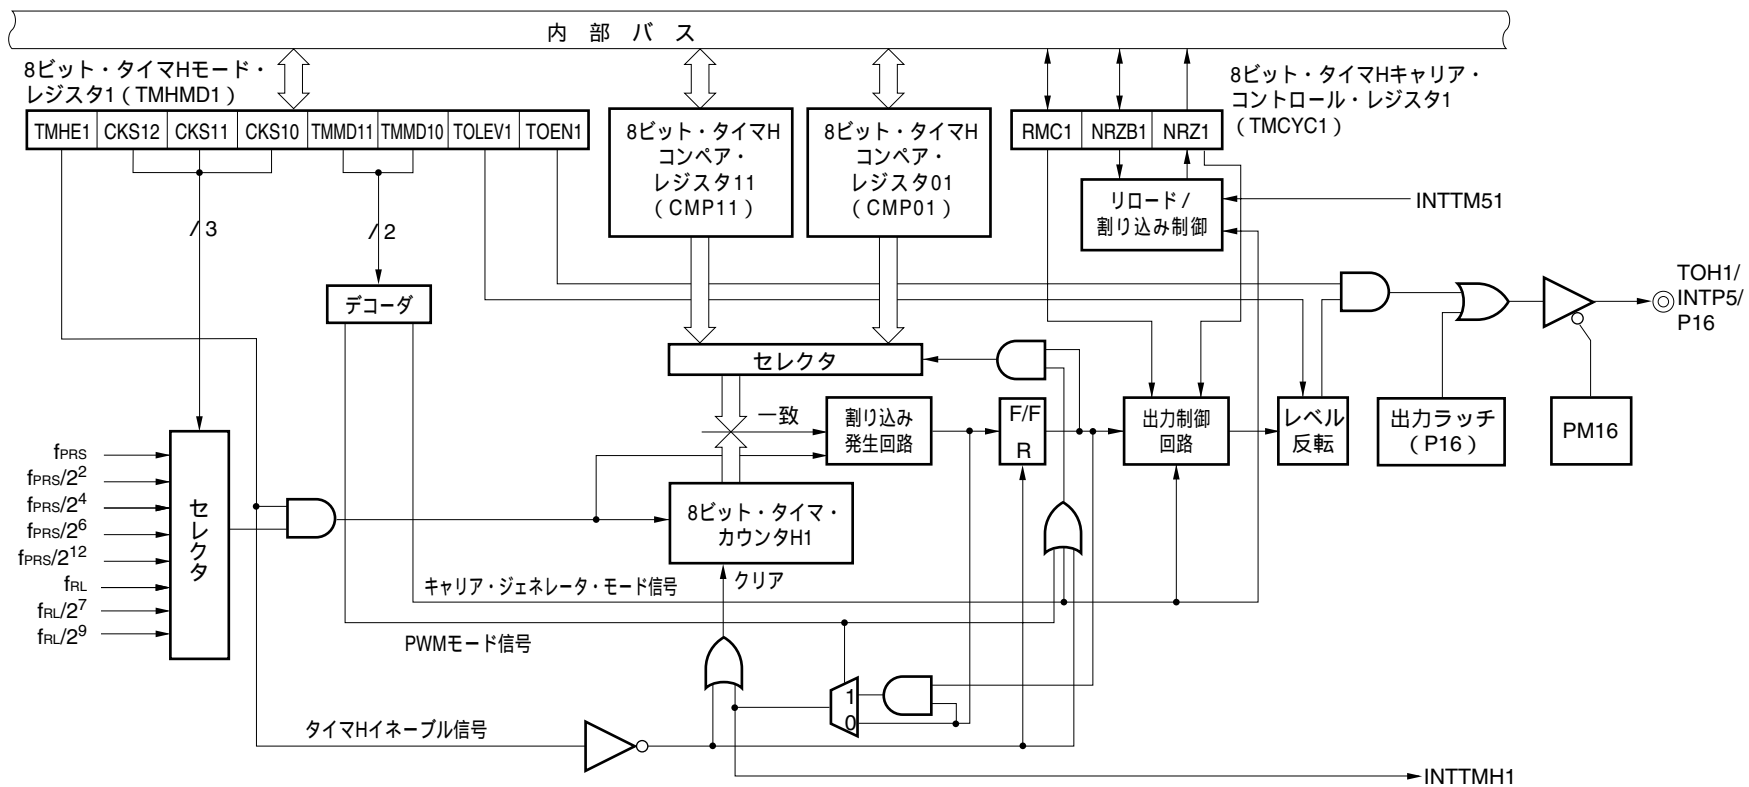 内部バス
8ビット・タイマHモード・
レジスタ1（TMHMD1）
TMHE1 CKS12 CKS11 CKS10 TMMD11 TMMD10 TOLEV1 TOEN1
8ビット・タイマH
コンペア・
レジスタ11
（CMP11）
8ビット・タイマH
コンペア・
レジスタ01
（CMP01）
8ビット・タイマHキャリア・
コントロール・レジスタ1
（TMCYC1）
RMC1 NRZB1 NRZ1
リロード/
割り込み制御
INTTM51
/3
/2
デコーダ
TOH1/
INTP5/
P16
セレクタ
一致
割り込み
発生回路
F/F
R
出力制御
回路
レベル
反転
出力ラッチ
（P16）
PM16
fPRS
fPRS/2²
fPRS/2⁴
fPRS/2⁶
fPRS/2¹²
fRL
fRL/2⁷
fRL/2⁹
セレクタ
8ビット・タイマ・
カウンタH1
クリア
キャリア・ジェネレータ・モード信号
PWMモード信号
1
0
タイマHイネーブル信号
INTTMH1